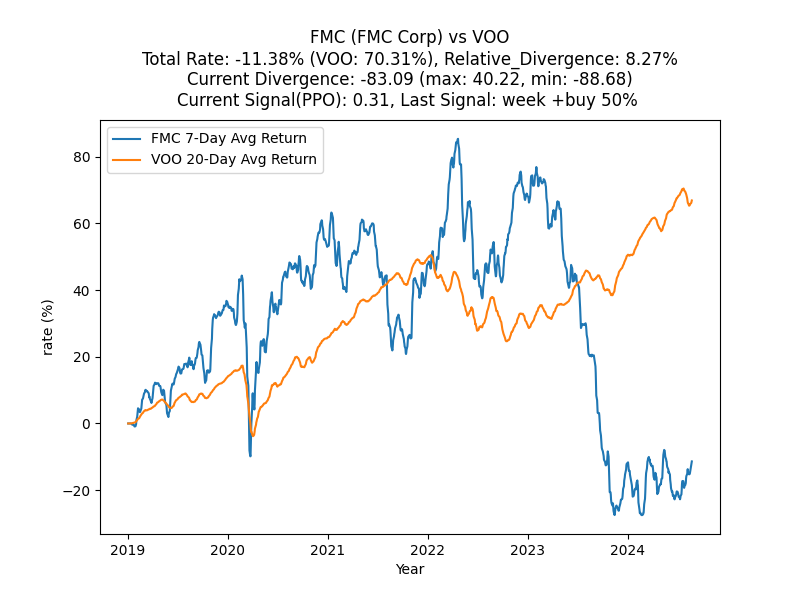 FMC (FMC Corp) vs VOO
Total Rate: -11.38% (VOO: 70.31%), Relative_Divergence: 8.27%
Current Divergence: -83.09 (max: 40.22, min: -88.68)
Current Signal(PPO): 0.31, Last Signal: week +buy 50%
FMC 7-Day Avg Return
VOO 20-Day Avg Return
80
60
40
20
0
−20
rate (%)
2019 2020 2021 2022 2023 2024
Year